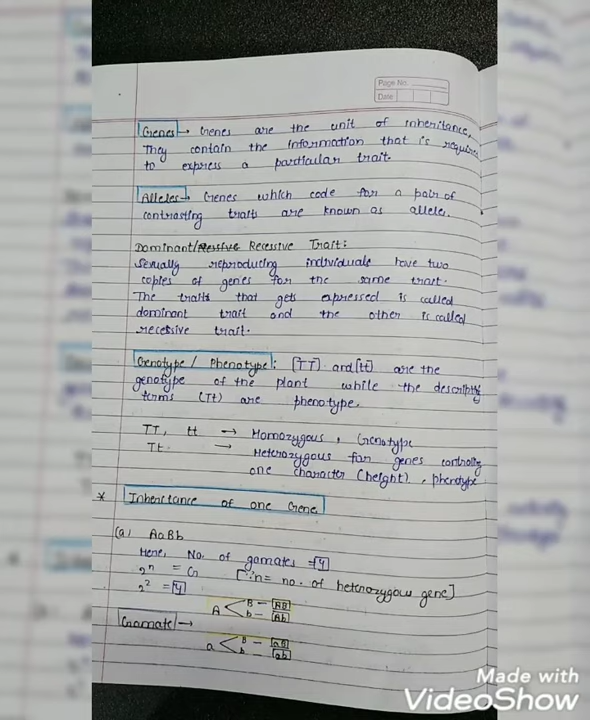 Page No.
Date
Genes → Genes are the unit of inheritance.
They contain the information that is required
to express a particular trait.
Alleles → Genes which code for a pair of
contrasting traits are known as alleles.
Dominant/ Recessive Trait:
Sexually reproducing individuals have two
copies of genes for the same trait.
The traits that gets expressed is called
dominant trait and the other is called
recessive trait.
Genotype / Phenotype : [TT] and [tt] are the
genotype of the plant while the descriptive
terms (Tt) are phenotype.
TT, tt → Homozygous, Genotype
Tt → Heterozygous for genes controlling
one character (height), phenotype
* Inheritance of one Gene
(a) AaBb
Here, No. of gamates = 4
2ⁿ = G [∵ n = no. of heterozygous gene]
2² = 4
A < B — AB
b — Ab
Gamate →
a < B — aB
b — ab
Made with
VideoShow